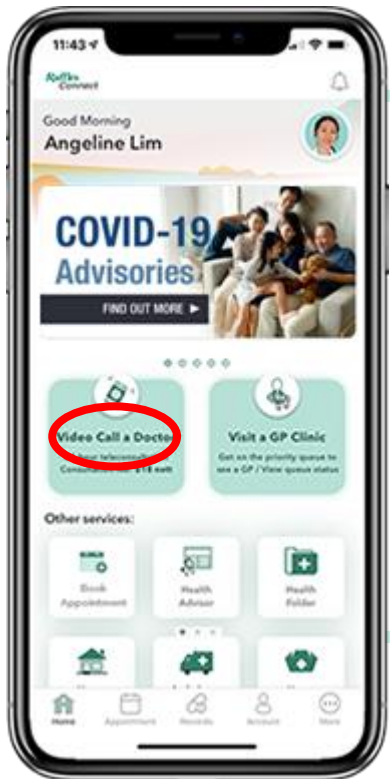 11:43
Raffles
Connect
Good Morning
Angeline Lim
COVID-19
Advisories
FIND OUT MORE ►
Video Call a Doctor
Visit a GP Clinic
Get on the priority queue to
see a GP / View queue status
Other services:
Book
Appointment
Health
Advisor
Health
Folder
Home
Appointment
Records
Account
More